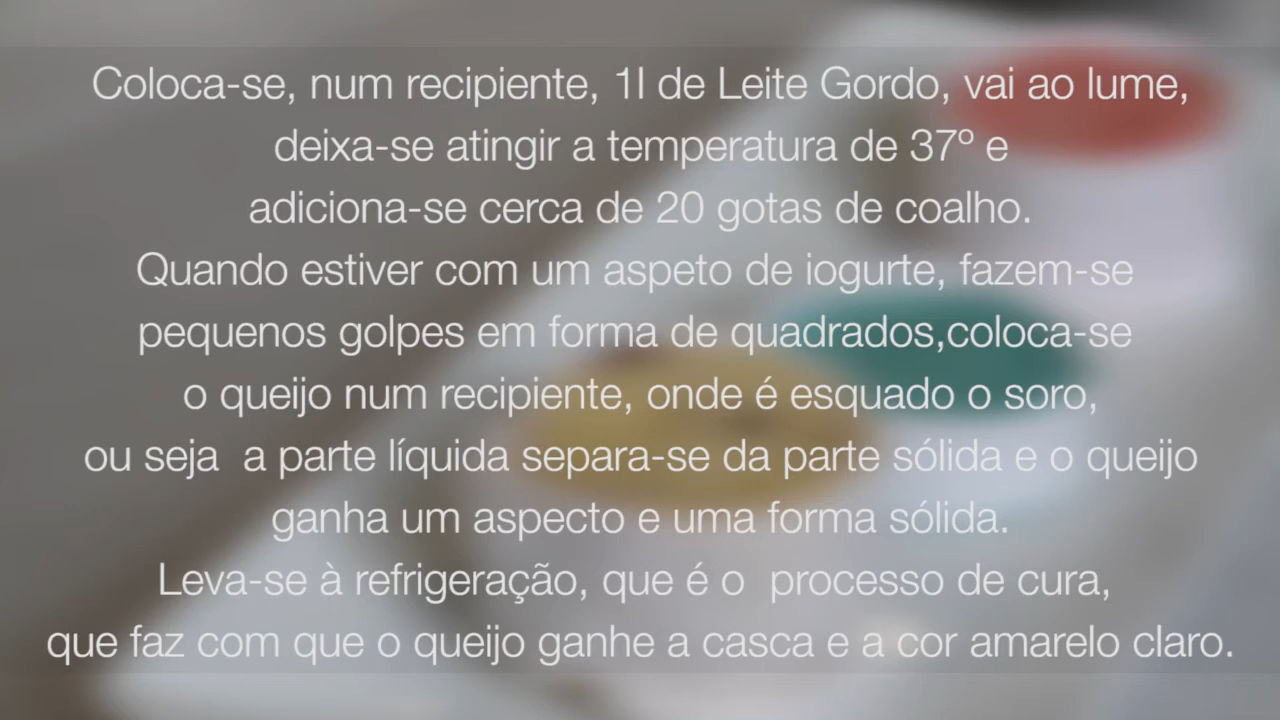 Coloca-se, num recipiente, 1l de Leite Gordo, vai ao lume,
deixa-se atingir a temperatura de 37º e
adiciona-se cerca de 20 gotas de coalho.
Quando estiver com um aspeto de iogurte, fazem-se
pequenos golpes em forma de quadrados,coloca-se
o queijo num recipiente, onde é esquado o soro,
ou seja  a parte líquida separa-se da parte sólida e o queijo
ganha um aspecto e uma forma sólida.
Leva-se à refrigeração, que é o  processo de cura,
que faz com que o queijo ganhe a casca e a cor amarelo claro.